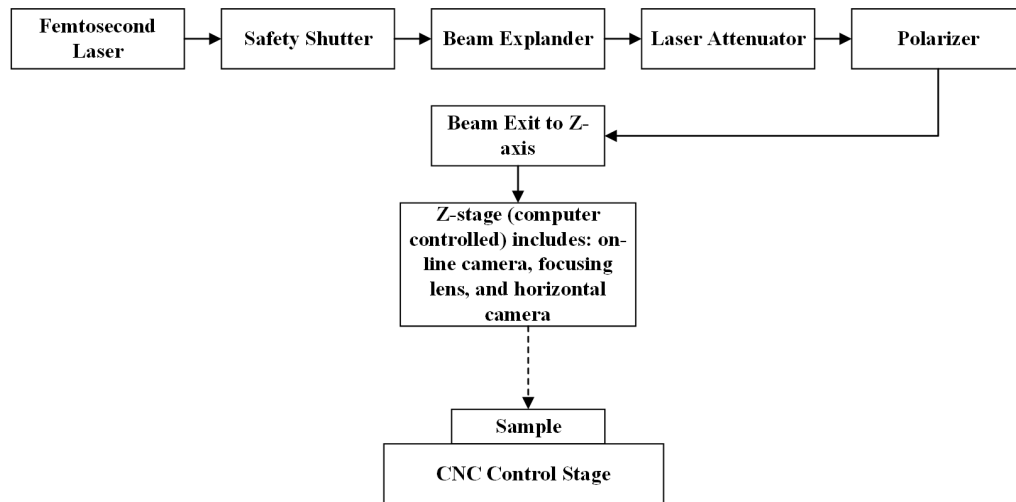 Femtosecond
Laser
Safety Shutter
Beam Explander
Laser Attenuator
Polarizer
Beam Exit to Z-
axis
Z-stage (computer
controlled) includes: on-
line camera, focusing
lens, and horizontal
camera
Sample
CNC Control Stage